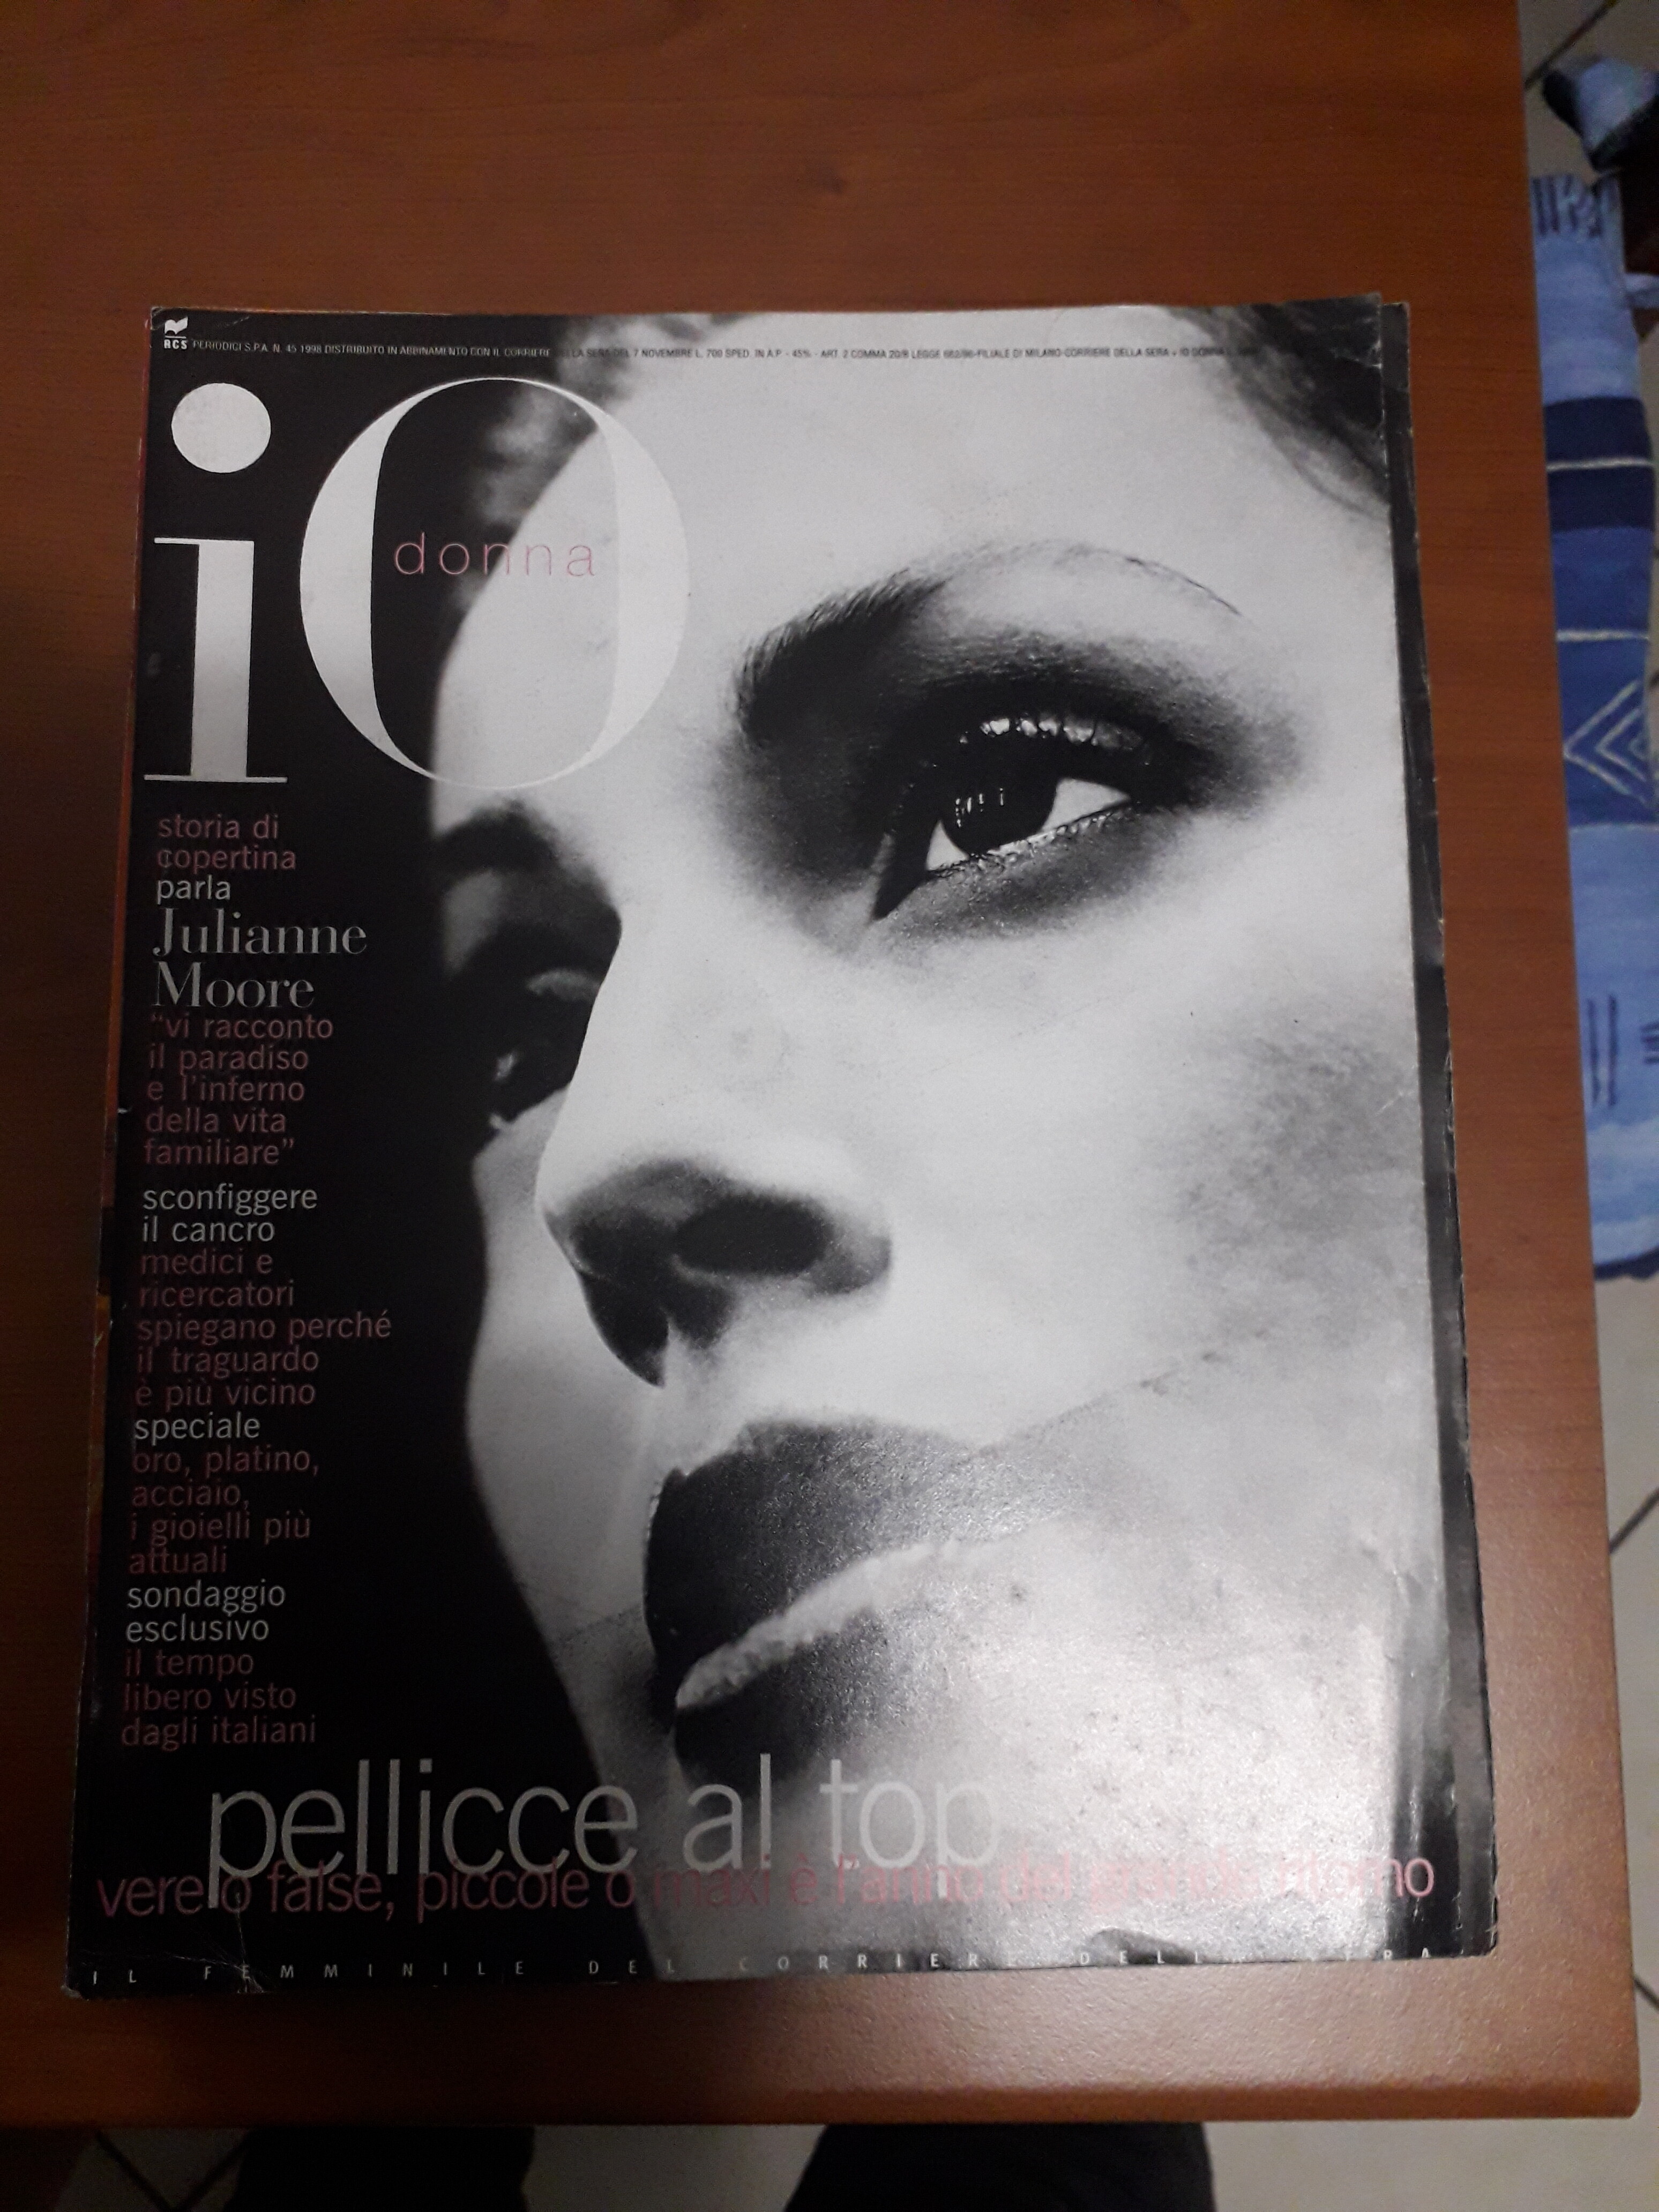 RCS PERIODICI S.P.A. N. 45 1998 DISTRIBUITO IN ABBINAMENTO CON IL CORRIERE DELLA SERA DEL 7 NOVEMBRE L. 700 SPED. IN A.P. - 45% - ART. 2 COMMA 20/B LEGGE 662/96-FILIALE DI MILANO-CORRIERE DELLA SERA + IO DONNA
io
donna
storia di
copertina
parla
Julianne
Moore
“vi racconto
il paradiso
e l'inferno
della vita
familiare”
sconfiggere
il cancro
medici e
ricercatori
spiegano perché
il traguardo
è più vicino
speciale
oro, platino,
acciaio,
i gioielli più
attuali
sondaggio
esclusivo
il tempo
libero visto
dagli italiani
pellicce al top
vere o false, piccole o maxi è l'anno del grande ritorno
IL FEMMINILE DEL CORRIERE DELLA SERA